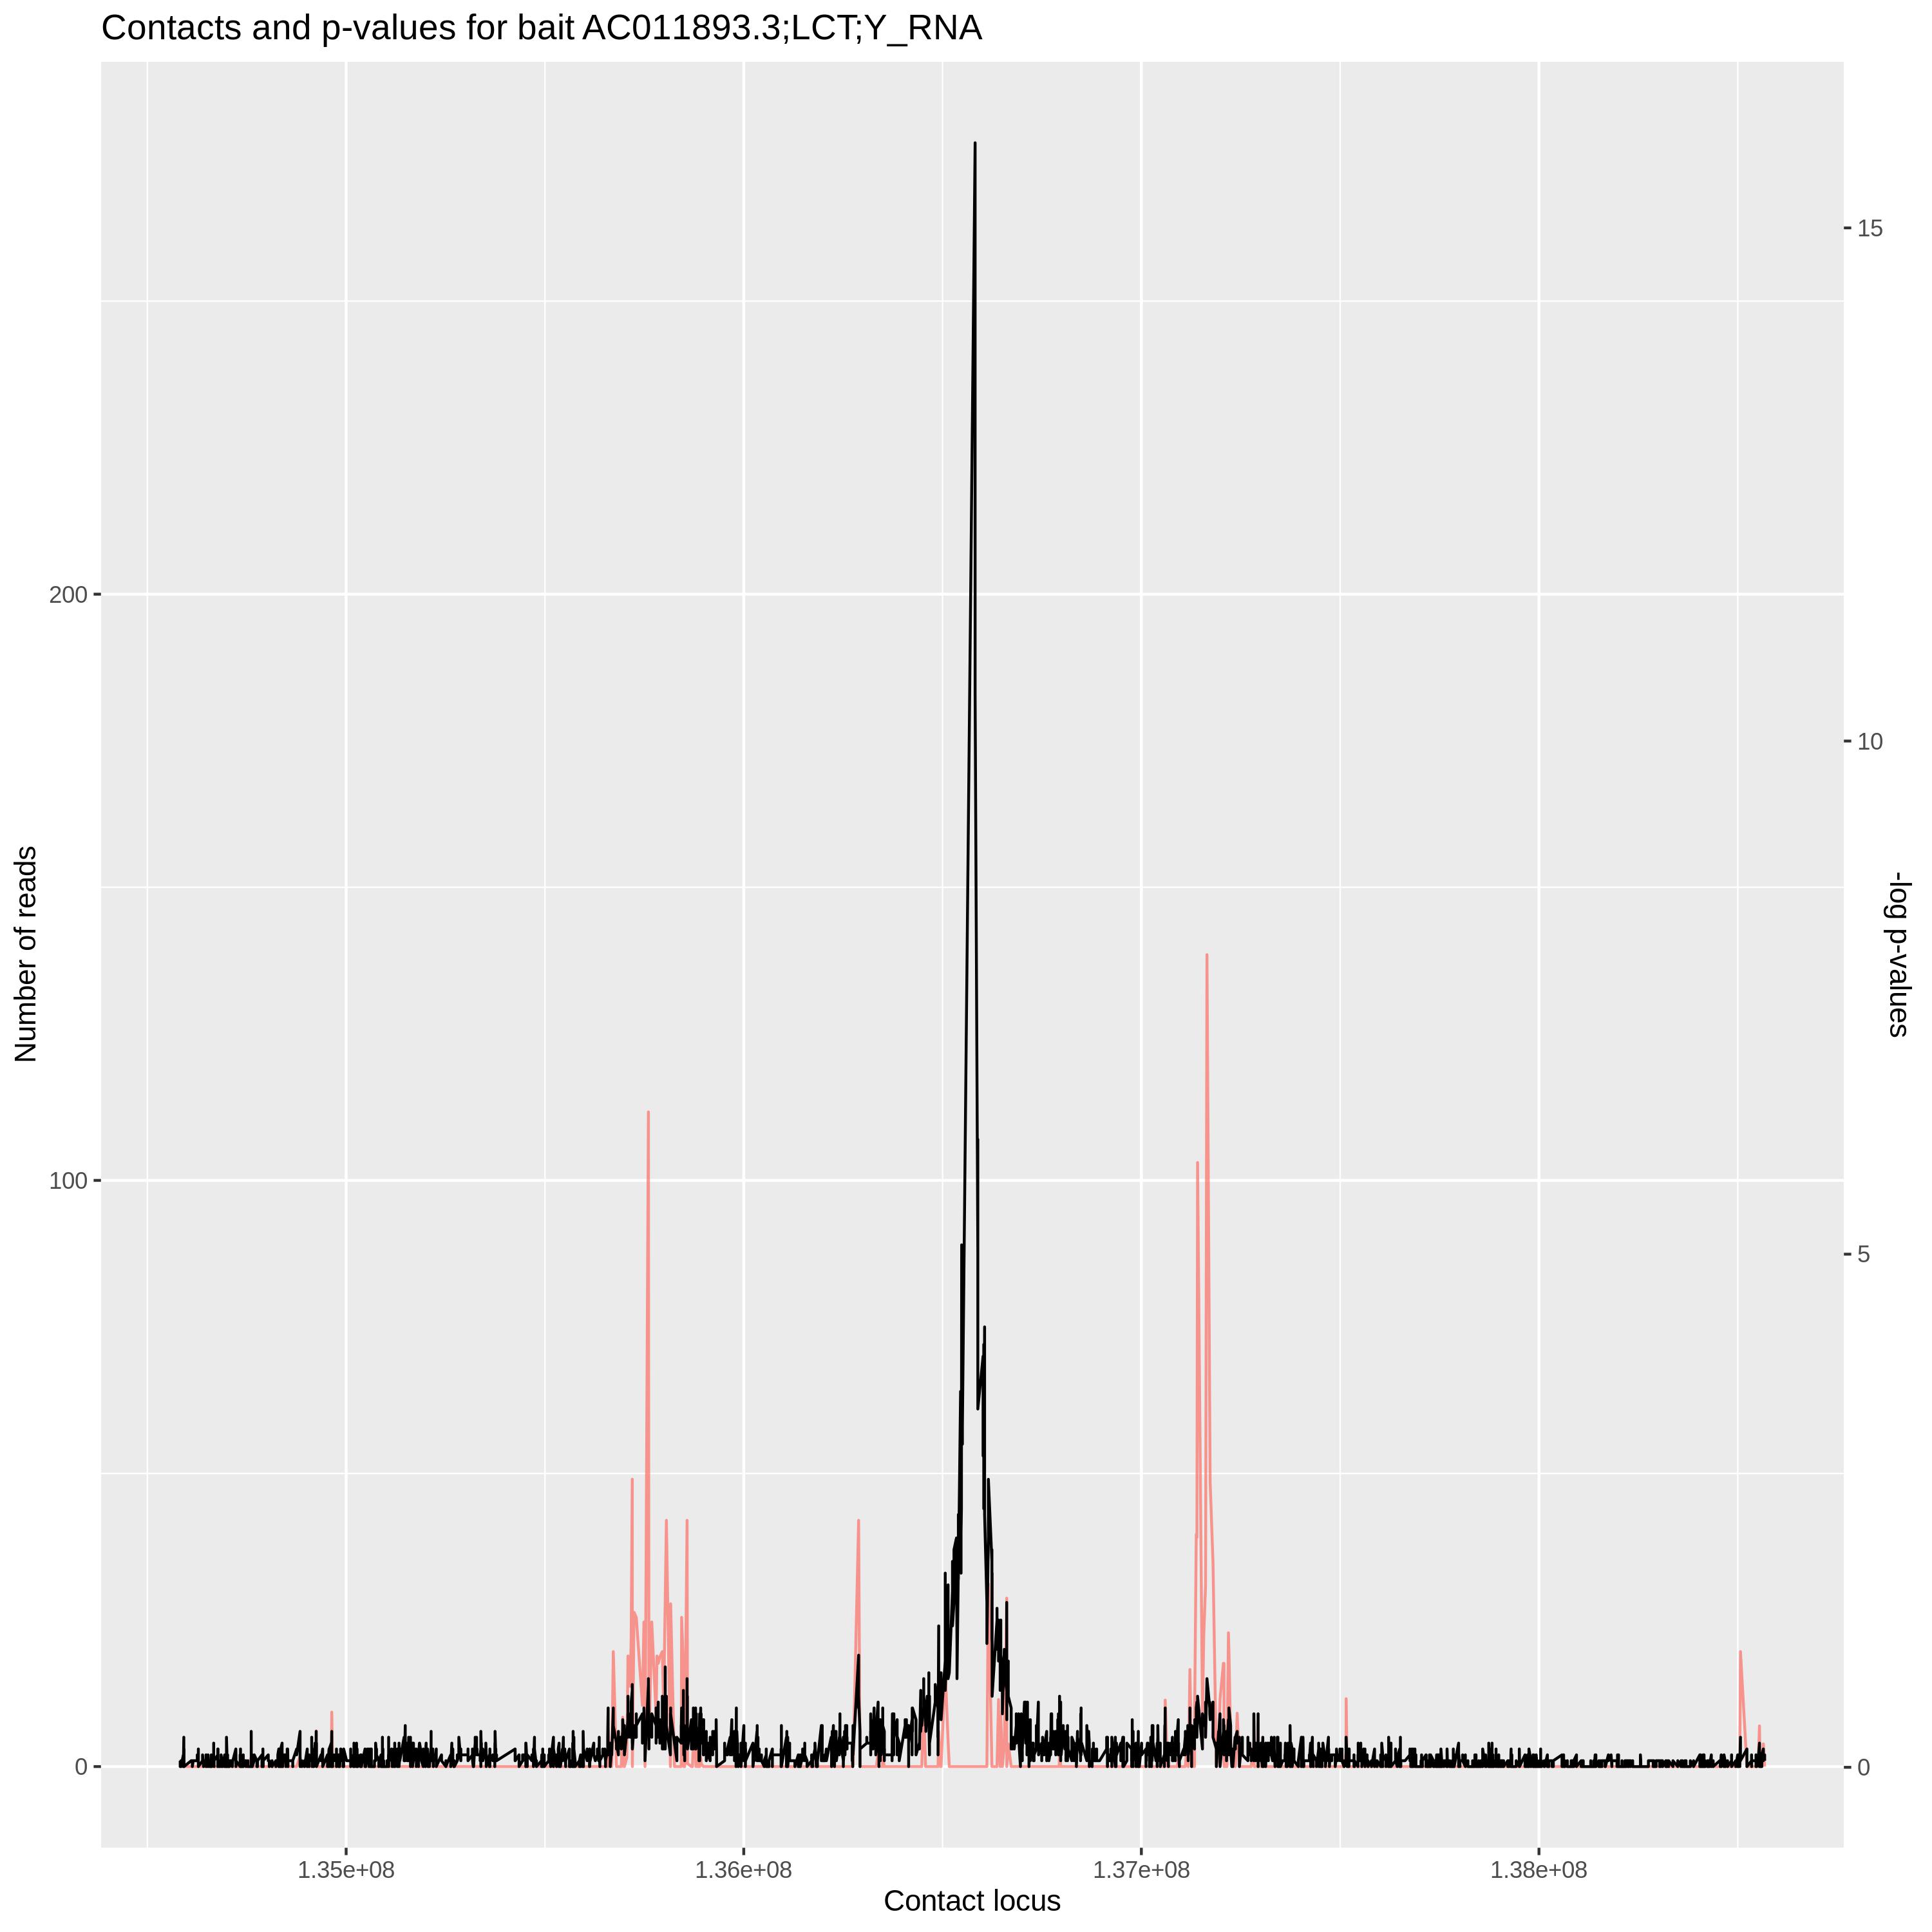 Contacts and p-values for bait AC011893.3;LCT;Y_RNA
200
100
0
Number of reads
15
10
5
0
-log p-values
1.35e+08
1.36e+08
1.37e+08
1.38e+08
Contact locus